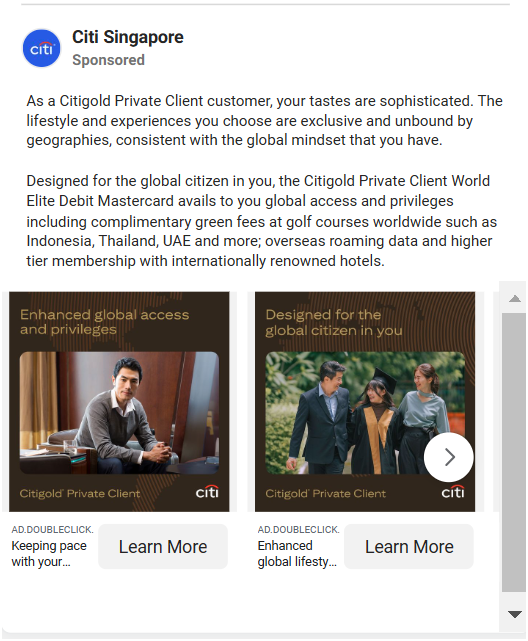 citi
Citi Singapore
Sponsored
As a Citigold Private Client customer, your tastes are sophisticated. The
lifestyle and experiences you choose are exclusive and unbound by
geographies, consistent with the global mindset that you have.
Designed for the global citizen in you, the Citigold Private Client World
Elite Debit Mastercard avails to you global access and privileges
including complimentary green fees at golf courses worldwide such as
Indonesia, Thailand, UAE and more; overseas roaming data and higher
tier membership with internationally renowned hotels.
Enhanced global access
and privileges
Citigold® Private Client
citi
AD.DOUBLECLICK.
Keeping pace
with your...
Learn More
Designed for the
global citizen in you
Citigold® Private Client
citi
AD.DOUBLECLICK.
Enhanced
global lifesty...
Learn More